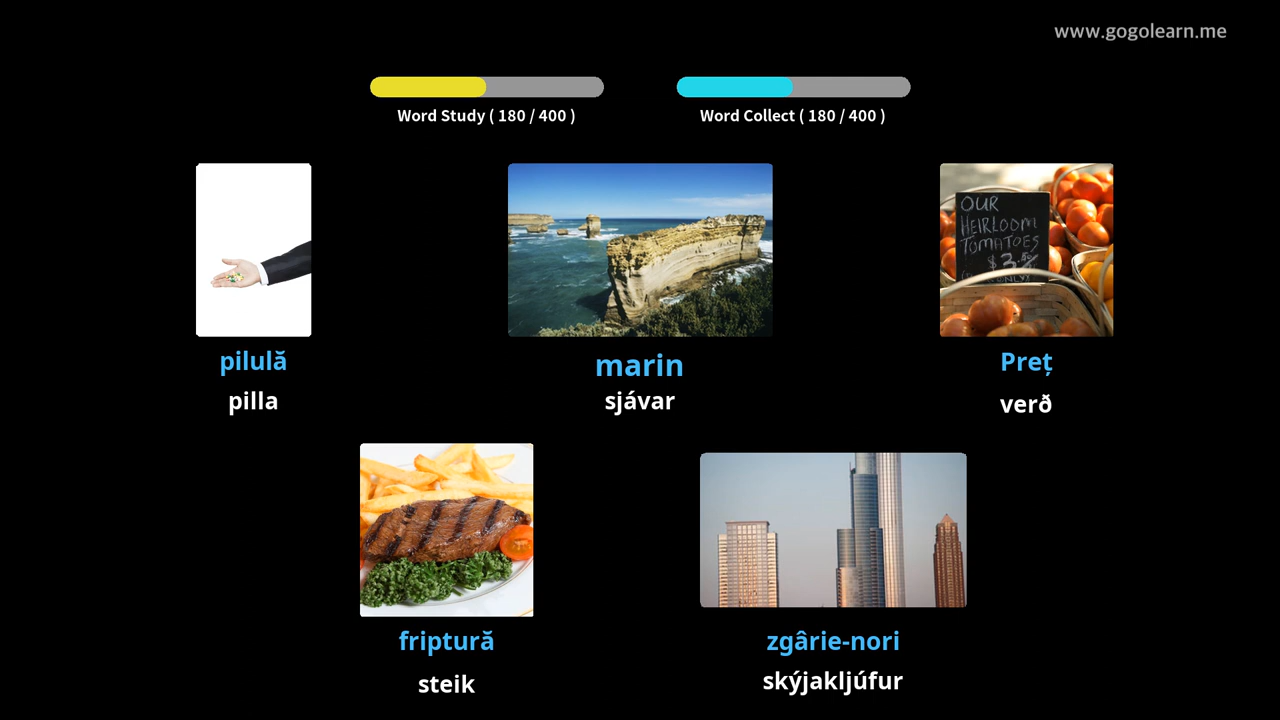 www.gogolearn.me
Word Study ( 180 / 400 )
Word Collect ( 180 / 400 )
OUR
HEIRLOOM
TOMATOES
$3.
pilulă
pilla
marin
sjávar
Preț
verð
friptură
steik
zgârie-nori
skýjakljúfur